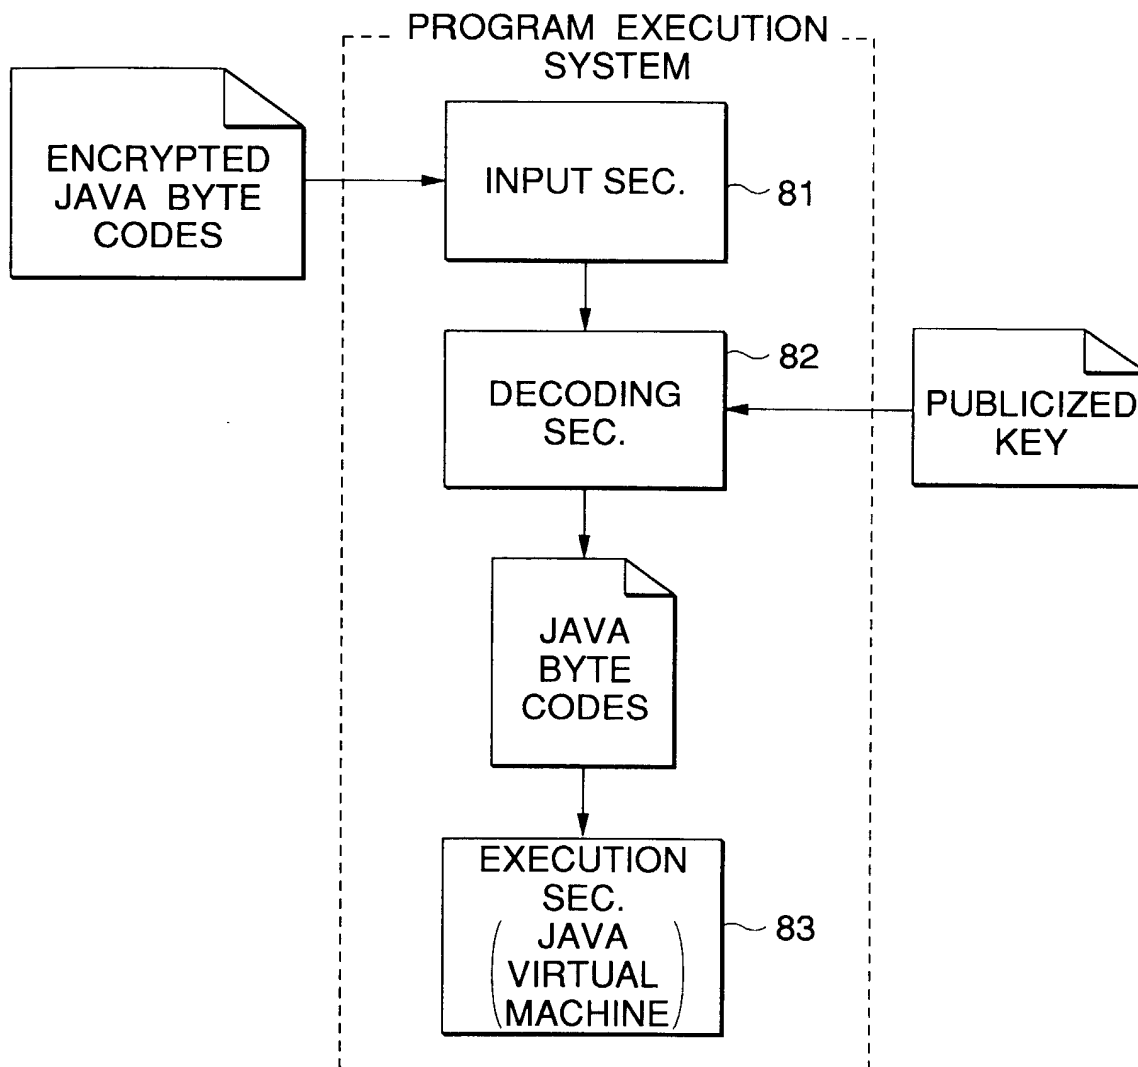 PROGRAM EXECUTION
SYSTEM
ENCRYPTED
JAVA BYTE
CODES
INPUT SEC.
81
DECODING
SEC.
82
PUBLICIZED
KEY
JAVA
BYTE
CODES
EXECUTION
SEC.
(JAVA
VIRTUAL
MACHINE)
83